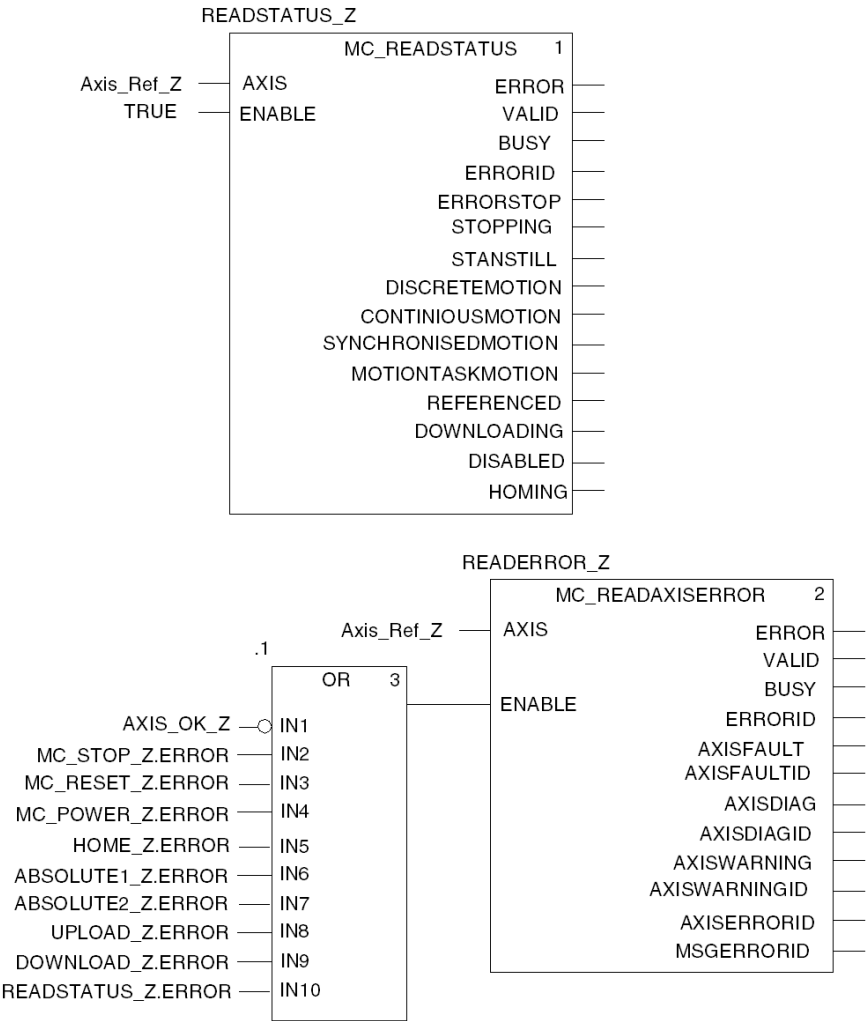 READSTATUS_Z
MC_READSTATUS 1
Axis_Ref_Z AXIS ERROR
TRUE ENABLE VALID
BUSY
ERRORID
ERRORSTOP
STOPPING
STANSTILL
DISCRETEMOTION
CONTINIOUSMOTION
SYNCHRONISEDMOTION
MOTIONTASKMOTION
REFERENCED
DOWNLOADING
DISABLED
HOMING
READERROR_Z
MC_READAXISERROR 2
Axis_Ref_Z AXIS ERROR
VALID
BUSY
ENABLE
ERRORID
AXISFAULT
AXISFAULTID
AXISDIAG
AXISDIAGID
AXISWARNING
AXISWARNINGID
AXISERRORID
MSGERRORID
.1
OR 3
AXIS_OK_Z IN1
MC_STOP_Z.ERROR IN2
MC_RESET_Z.ERROR IN3
MC_POWER_Z.ERROR IN4
HOME_Z.ERROR IN5
ABSOLUTE1_Z.ERROR IN6
ABSOLUTE2_Z.ERROR IN7
UPLOAD_Z.ERROR IN8
DOWNLOAD_Z.ERROR IN9
READSTATUS_Z.ERROR IN10